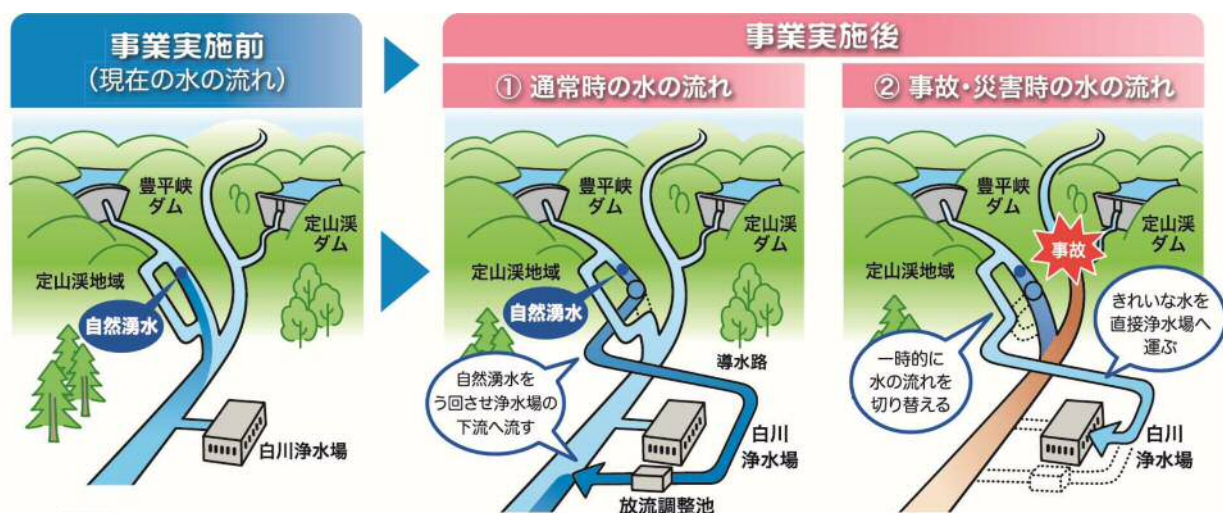 事業実施前
（現在の水の流れ）
豊平峡
ダム
定山渓
ダム
定山渓地域
自然湧水
白川浄水場
事業実施後
① 通常時の水の流れ
豊平峡
ダム
定山渓
ダム
定山渓地域
自然湧水
導水路
自然湧水を
う回させ浄水場の
下流へ流す
白川
浄水場
放流調整池
② 事故・災害時の水の流れ
豊平峡
ダム
定山渓
ダム
事故
定山渓地域
きれいな水を
直接浄水場へ
運ぶ
一時的に
水の流れを
切り替える
白川
浄水場